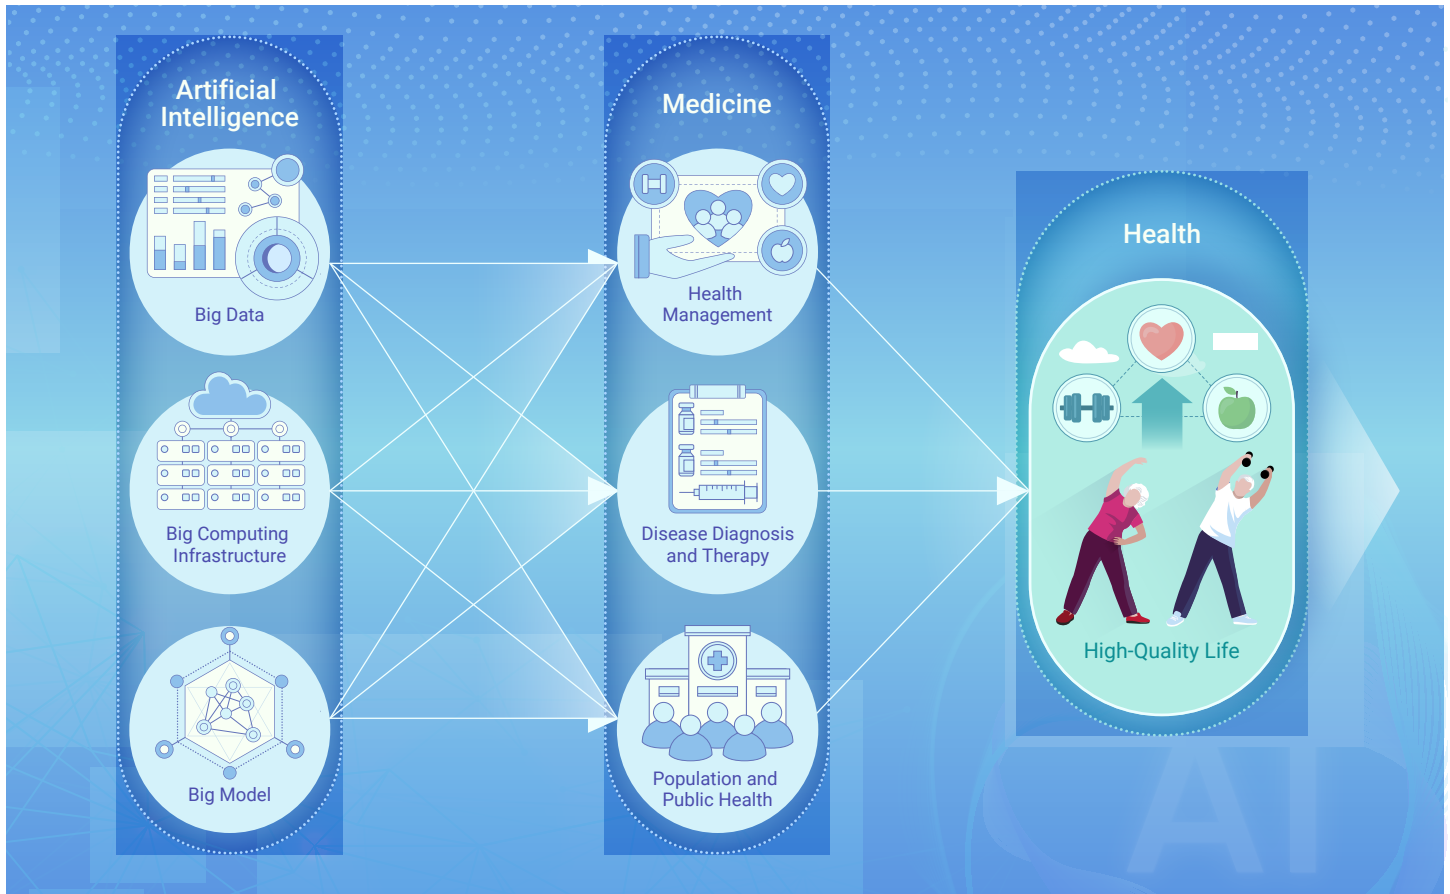 Artificial
Intelligence
Big Data
Big Computing
Infrastructure
Big Model
Medicine
Health
Management
Disease Diagnosis
and Therapy
Population and
Public Health
Health
High-Quality Life
AI